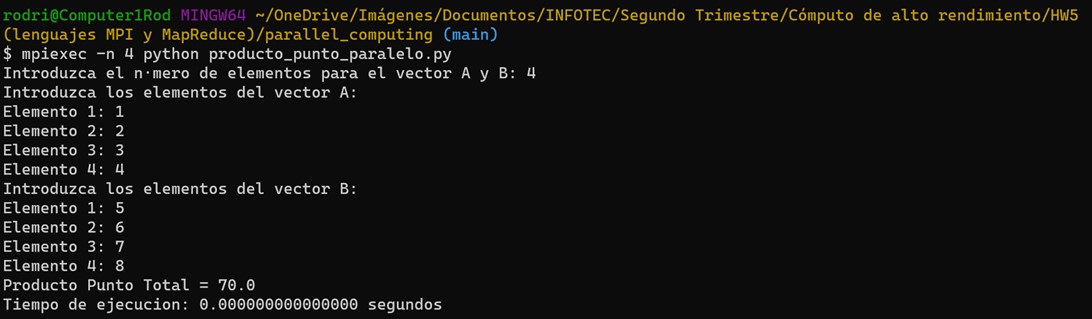 rodri@Computer1Rod MINGW64 ~/OneDrive/Imágenes/Documentos/INFOTEC/Segundo Trimestre/Cómputo de alto rendimiento/HW5
(lenguajes MPI y MapReduce)/parallel_computing (main)
$ mpiexec -n 4 python producto_punto_paralelo.py
Introduzca el n·mero de elementos para el vector A y B: 4
Introduzca los elementos del vector A:
Elemento 1: 1
Elemento 2: 2
Elemento 3: 3
Elemento 4: 4
Introduzca los elementos del vector B:
Elemento 1: 5
Elemento 2: 6
Elemento 3: 7
Elemento 4: 8
Producto Punto Total = 70.0
Tiempo de ejecucion: 0.000000000000000 segundos